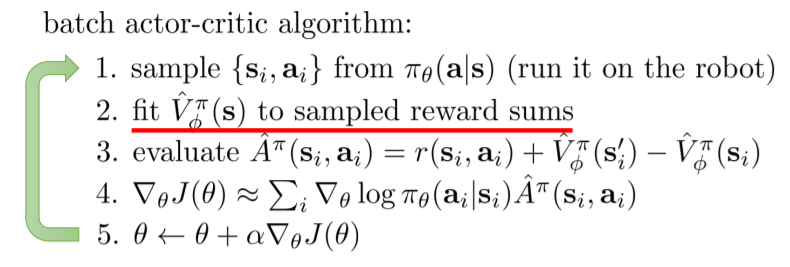 batch actor-critic algorithm:
1. sample {sᵢ, aᵢ} from π_θ(a|s) (run it on the robot)
2. fit V̂^π_ϕ(s) to sampled reward sums
3. evaluate Â^π(sᵢ, aᵢ) = r(sᵢ, aᵢ) + V̂^π_ϕ(s′ᵢ) − V̂^π_ϕ(sᵢ)
4. ∇_θJ(θ) ≈ ∑ᵢ ∇_θ log π_θ(aᵢ|sᵢ)Â^π(sᵢ, aᵢ)
5. θ ← θ + α∇_θJ(θ)